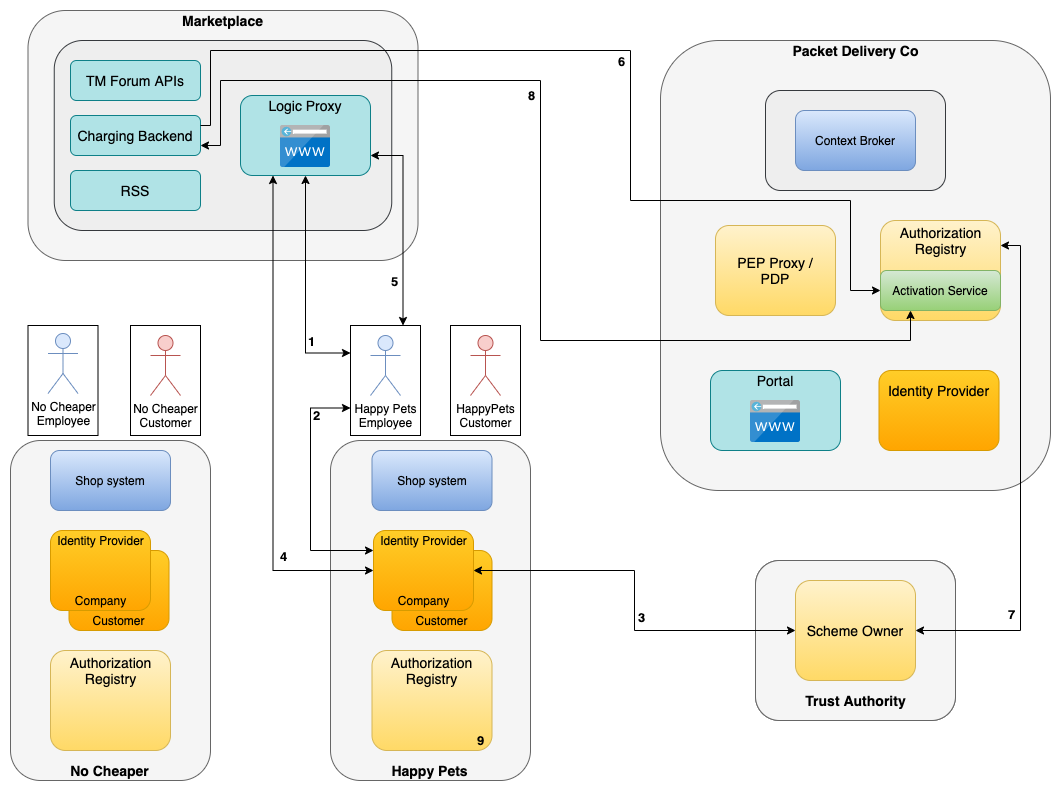 Marketplace
TM Forum APIs
Charging Backend
RSS
Logic Proxy
WWW
6
8
Packet Delivery Co
Context Broker
PEP Proxy /
PDP
Authorization
Registry
Activation Service
Portal
WWW
Identity Provider
5
1
2
No Cheaper
Employee
No Cheaper
Customer
Happy Pets
Employee
HappyPets
Customer
Shop system
Identity Provider
Company
Customer
Authorization
Registry
No Cheaper
4
Shop system
Identity Provider
Company
Customer
Authorization
Registry
9
Happy Pets
3
7
Scheme Owner
Trust Authority